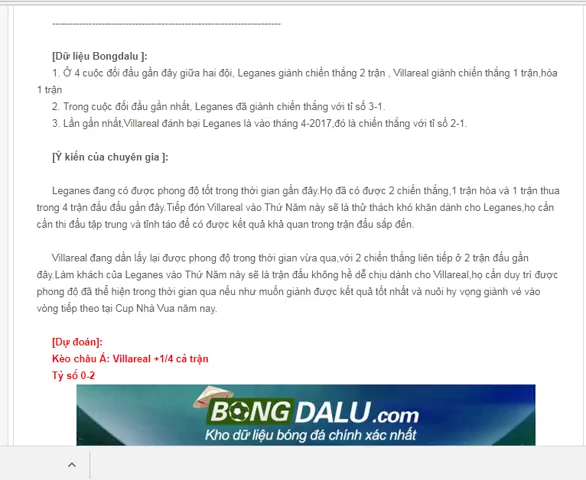 --------------------------------------------------------------------
[Dữ liệu Bongdalu ]:
1. Ở 4 cuộc đối đầu gần đây giữa hai đội, Leganes giành chiến thắng 2 trận , Villareal giành chiến thắng 1 trận,hòa
1 trận
2. Trong cuộc đối đầu gần nhất, Leganes đã giành chiến thắng với tỉ số 3-1.
3. Lần gần nhất,Villareal đánh bại Leganes là vào tháng 4-2017,đó là chiến thắng với tỉ số 2-1.
[Ý kiến của chuyên gia ]:
Leganes đang có được phong độ tốt trong thời gian gần đây.Họ đã có được 2 chiến thắng,1 trận hòa và 1 trận thua
trong 4 trận đấu đầu gần đây.Tiếp đón Villareal vào Thứ Năm này sẽ là thử thách khó khăn dành cho Leganes,họ cần
cần thi đấu tập trung và tỉnh táo để có được kết quả khả quan trong trận đấu sắp đến.
Villareal đang dần lấy lại được phong độ trong thời gian vừa qua,với 2 chiến thắng liên tiếp ở 2 trận đấu gần
đây.Làm khách của Leganes vào Thứ Năm này sẽ là trận đấu không hề dễ chịu dành cho Villareal,họ cần duy trì được
phong độ đã thể hiện trong thời gian qua nếu như muốn giành được kết quả tốt nhất và nuôi hy vọng giành vé vào
vòng tiếp theo tại Cup Nhà Vua năm nay.
[Dự đoán]:
Kèo châu Á: Villareal +1/4 cả trận
Tỷ số 0-2
BONGDALU.com
Kho dữ liệu bóng đá chính xác nhất